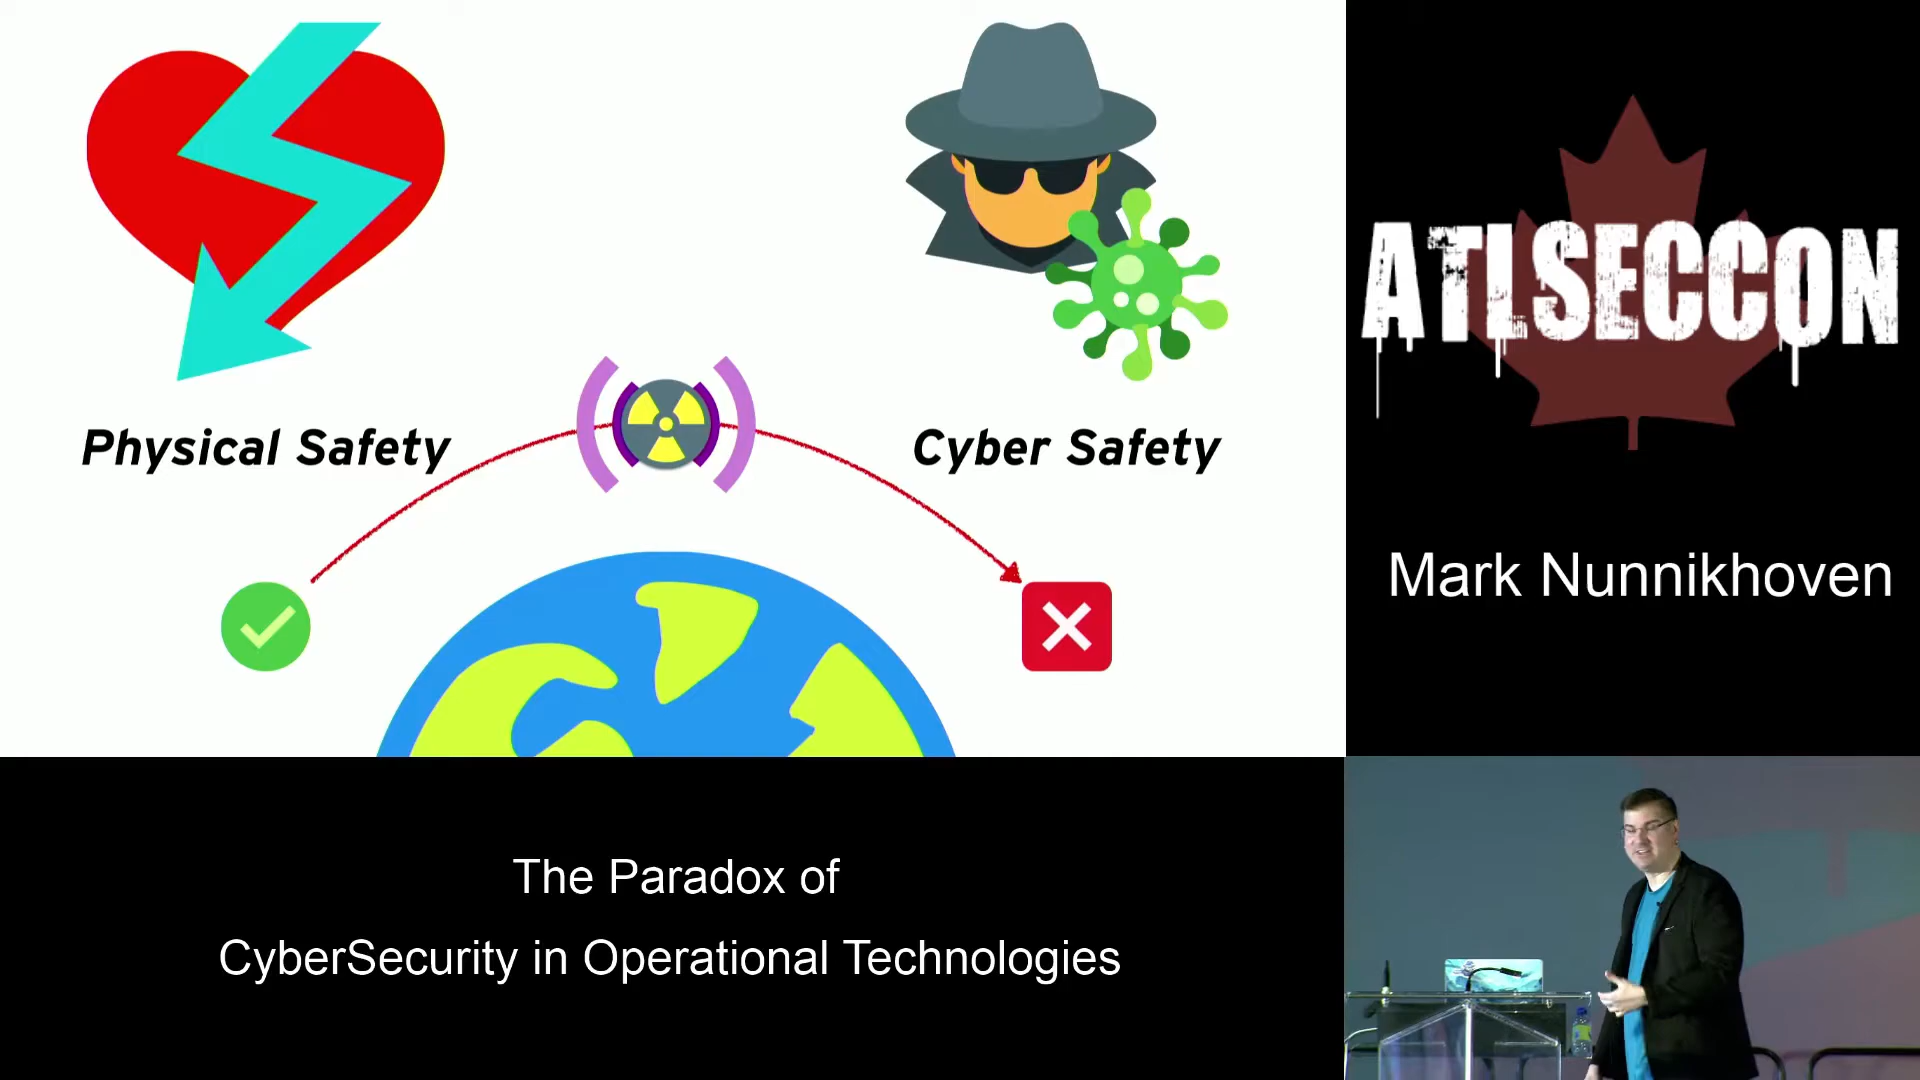 Physical Safety
Cyber Safety
ATLSECCON
Mark Nunnikhoven
The Paradox of
CyberSecurity in Operational Technologies